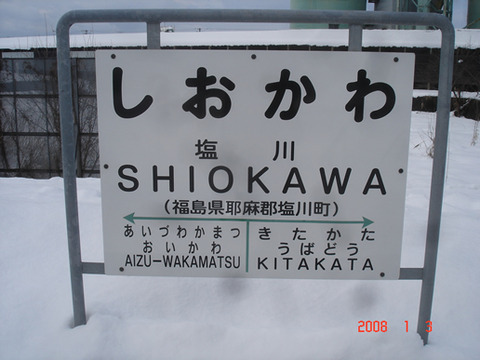 しおかわ
塩川
SHIOKAWA
(福島県耶麻郡塩川町)
あいづわかまつ きたかた
おいかわ うばどう
AIZU-WAKAMATSU KITAKATA
2008 1 3